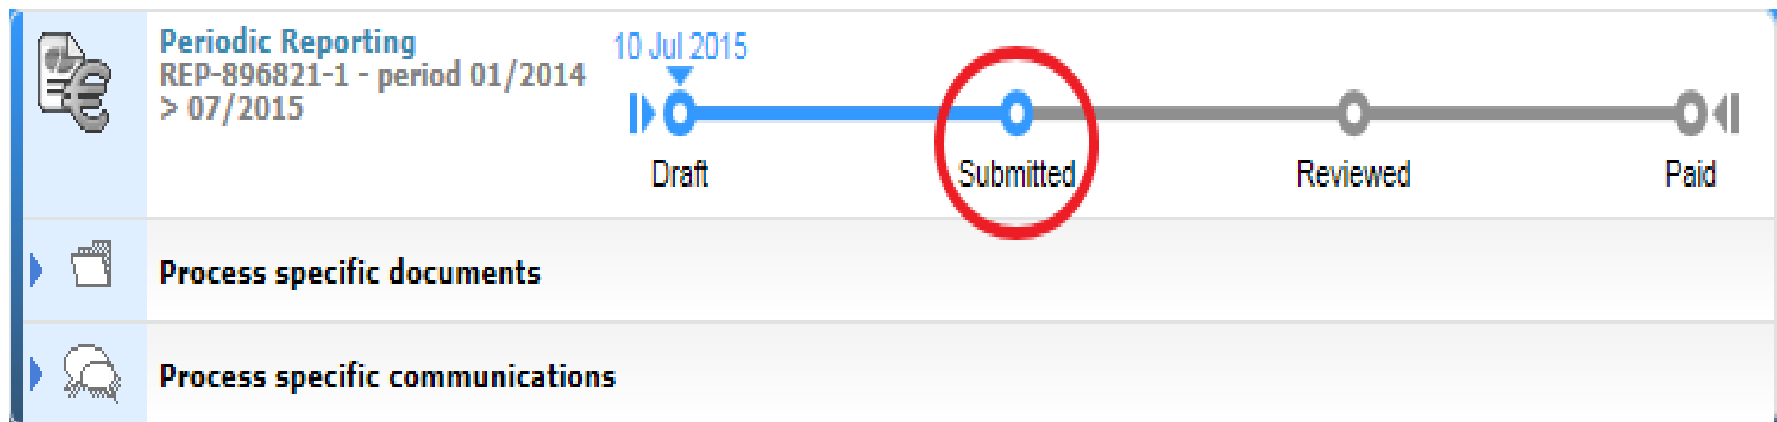 Periodic Reporting
REP-896821-1 - period 01/2014
> 07/2015
10 Jul 2015
Draft
Submitted
Reviewed
Paid
Process specific documents
Process specific communications